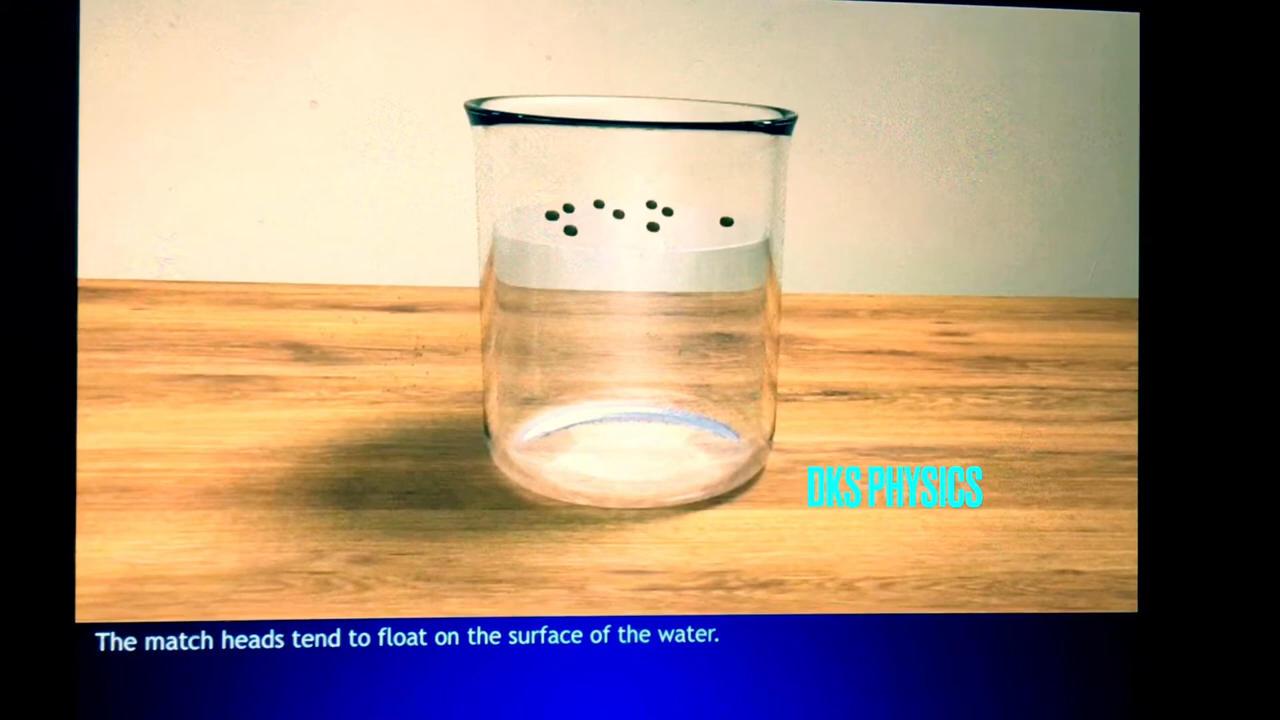 DKS PHYSICS
The match heads tend to float on the surface of the water.